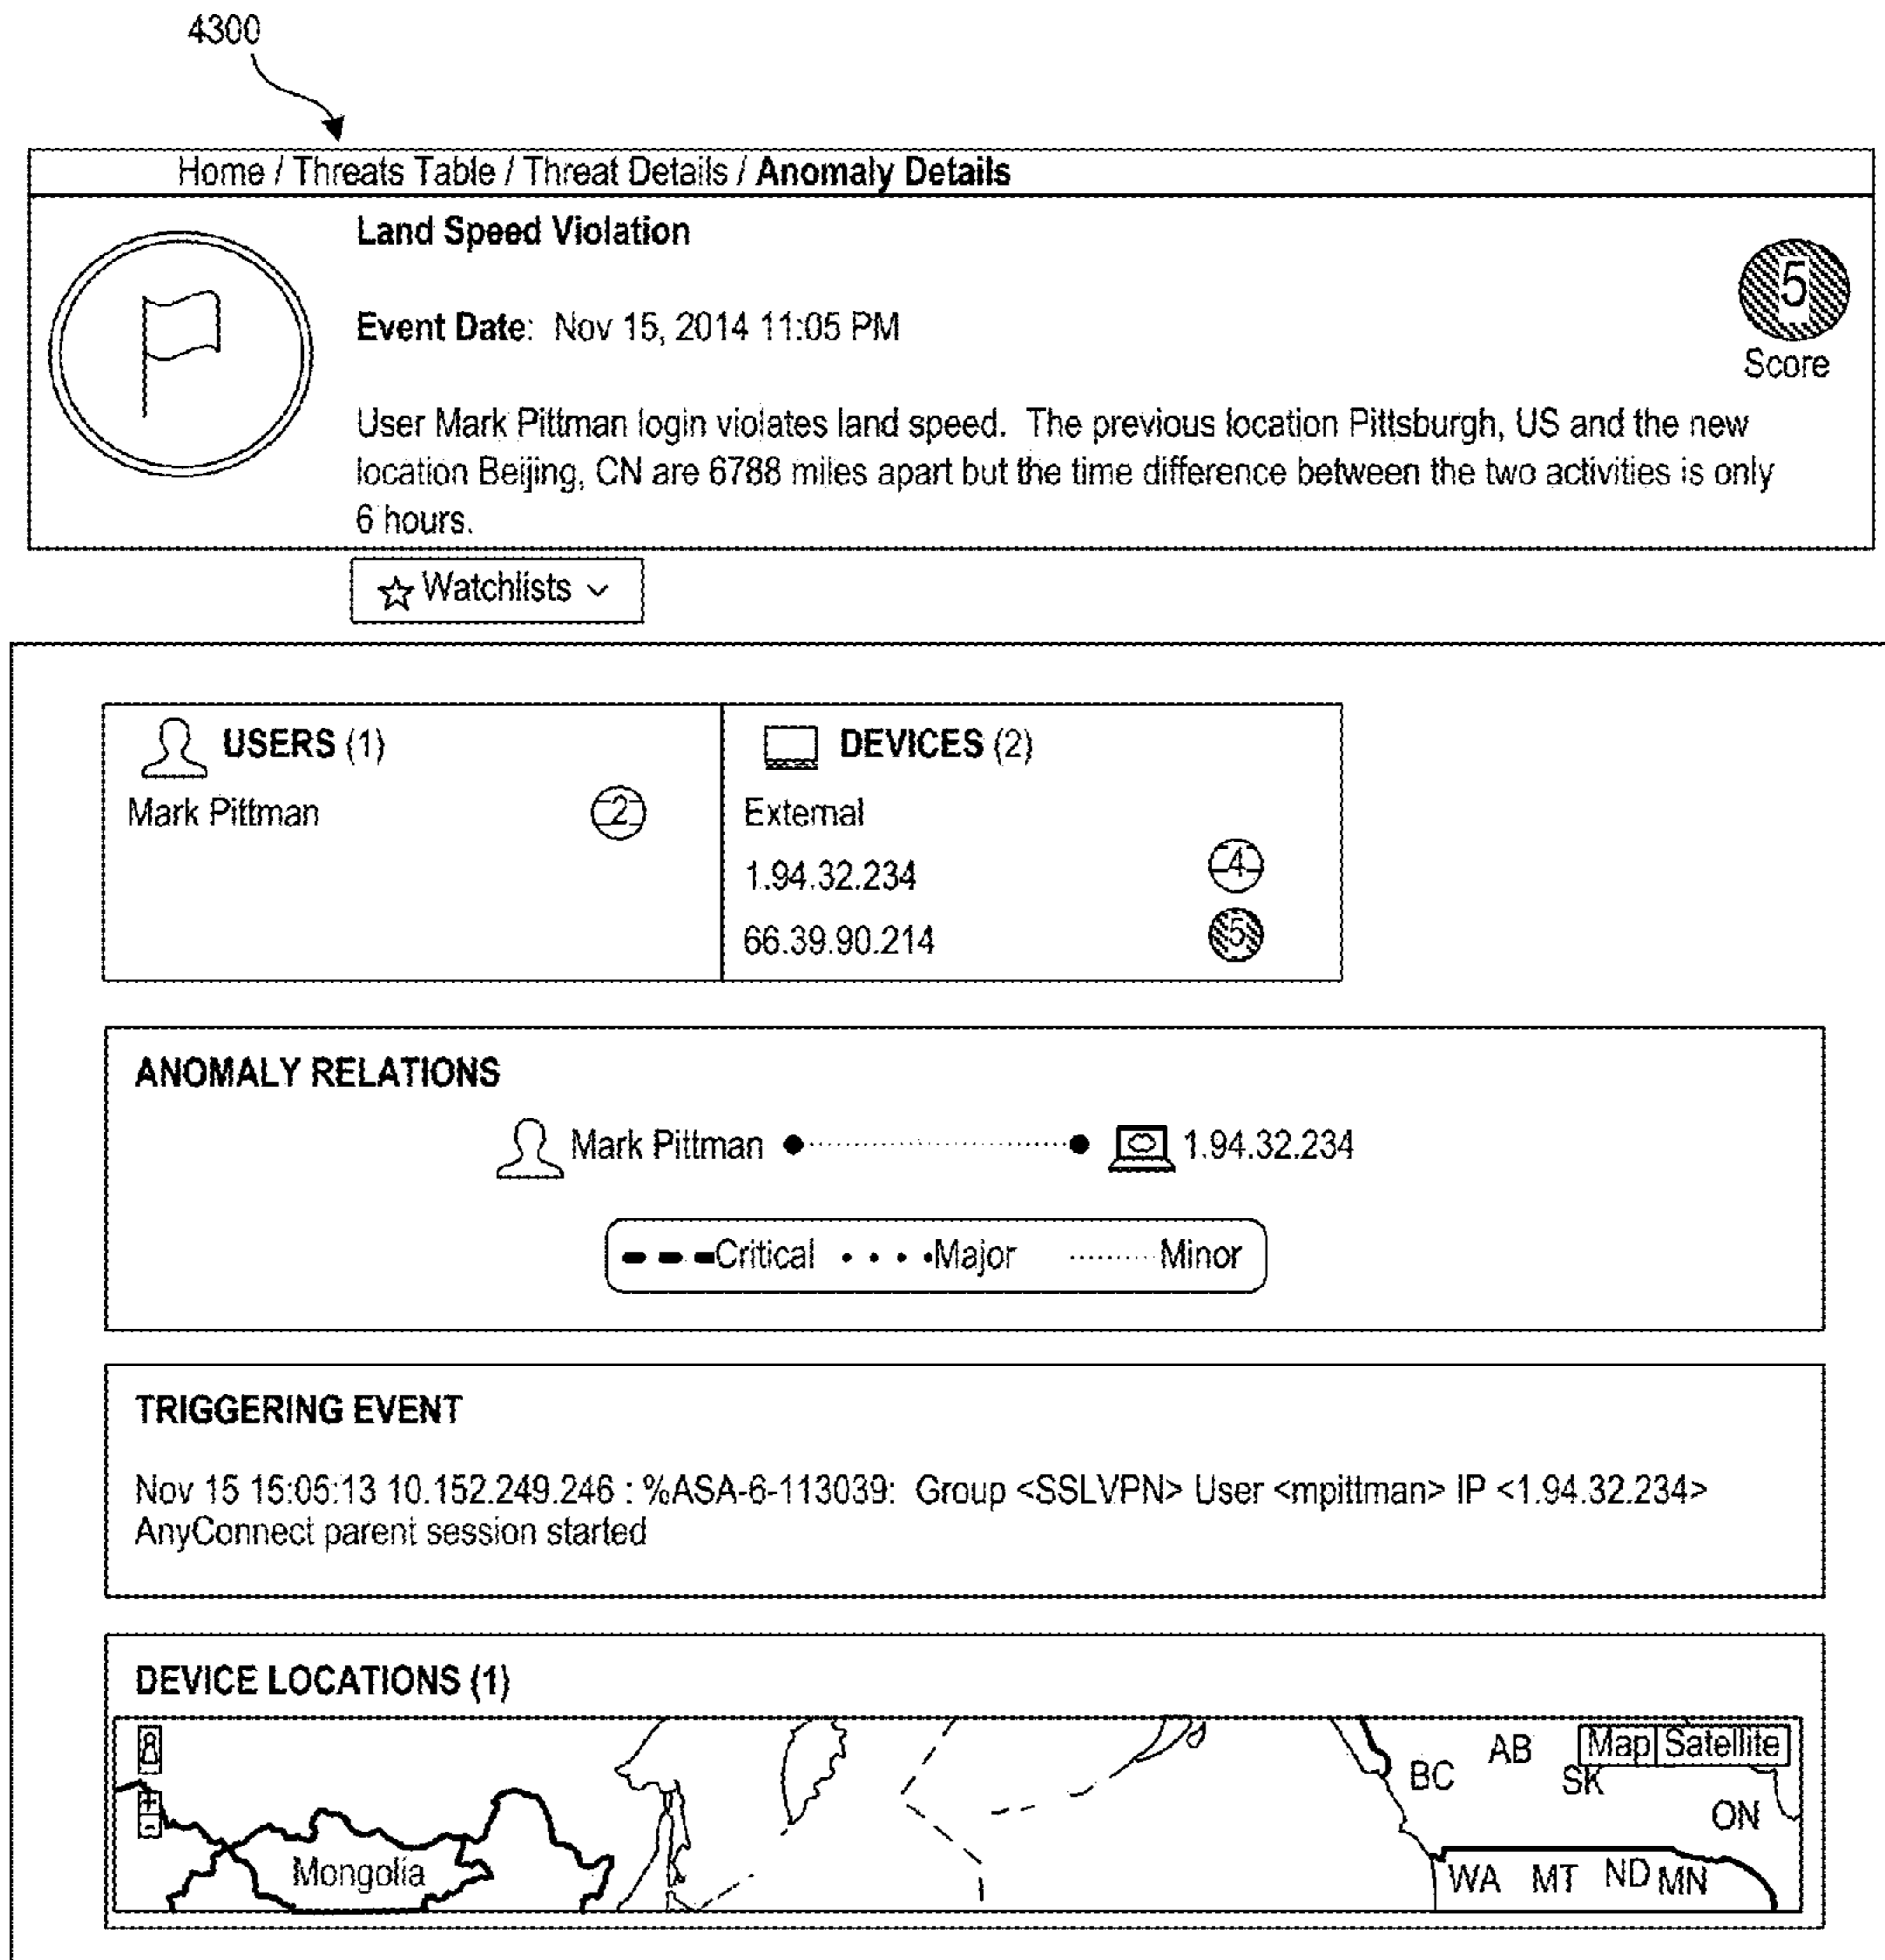 4300
Home / Threats Table / Threat Details / Anomaly Details
Land Speed Violation
5
Event Date: Nov 15, 2014 11:05 PM
Score
User Mark Pittman login violates land speed. The previous location Pittsburgh, US and the new
location Beijing, CN are 6788 miles apart but the time difference between the two activities is only
6 hours.
Watchlists
USERS (1)
Mark Pittman 2
DEVICES (2)
External
1.94.32.234 4
66.39.90.214 5
ANOMALY RELATIONS
Mark Pittman 1.94.32.234
Critical Major Minor
TRIGGERING EVENT
Nov 15 15:05:13 10.152.249.246 : %ASA-6-113039: Group <SSLVPN> User <mpittman> IP <1.94.32.234>
AnyConnect parent session started
DEVICE LOCATIONS (1)
Map Satellite
AB
BC
SK
+
-
ON
Mongolia
WA MT ND MN